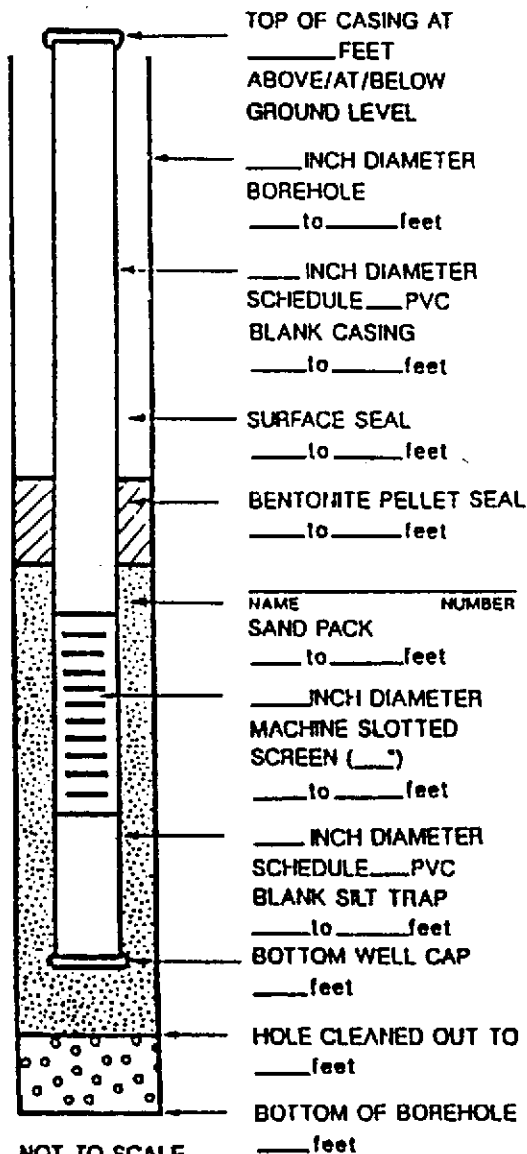 TOP OF CASING AT
______FEET
ABOVE/AT/BELOW
GROUND LEVEL
____INCH DIAMETER
BOREHOLE
____to_____feet
____INCH DIAMETER
SCHEDULE___PVC
BLANK CASING
____to_____feet
SURFACE SEAL
____to_____feet
BENTONITE PELLET SEAL
____to_____feet
NAME NUMBER
SAND PACK
____to_____feet
_____INCH DIAMETER
MACHINE SLOTTED
SCREEN (___")
____to_____feet
____INCH DIAMETER
SCHEDULE___PVC
BLANK SILT TRAP
____to_____feet
BOTTOM WELL CAP
____feet
HOLE CLEANED OUT TO
____feet
BOTTOM OF BOREHOLE
____feet
NOT TO SCALE